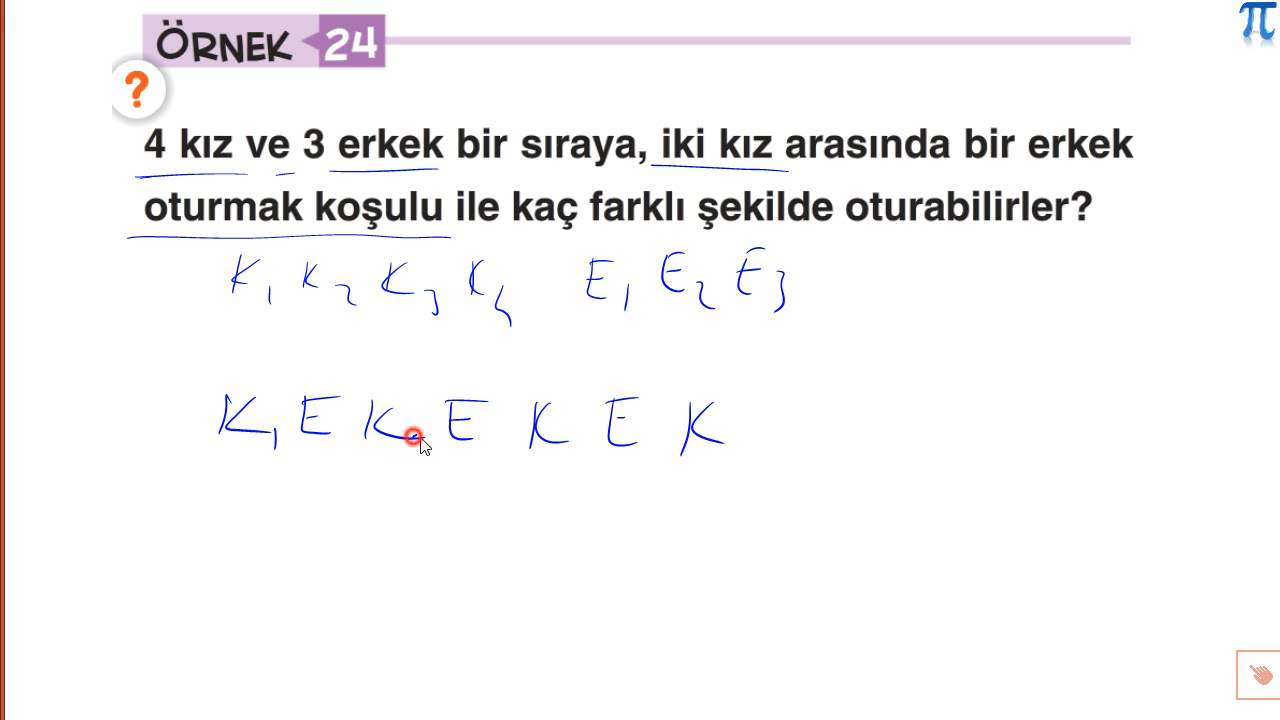 ÖRNEK 24
?
4 kız ve 3 erkek bir sıraya, iki kız arasında bir erkek
oturmak koşulu ile kaç farklı şekilde oturabilirler?
K1 K2 K3 K4 E1 E2 E3
K1 E K E K E K
π